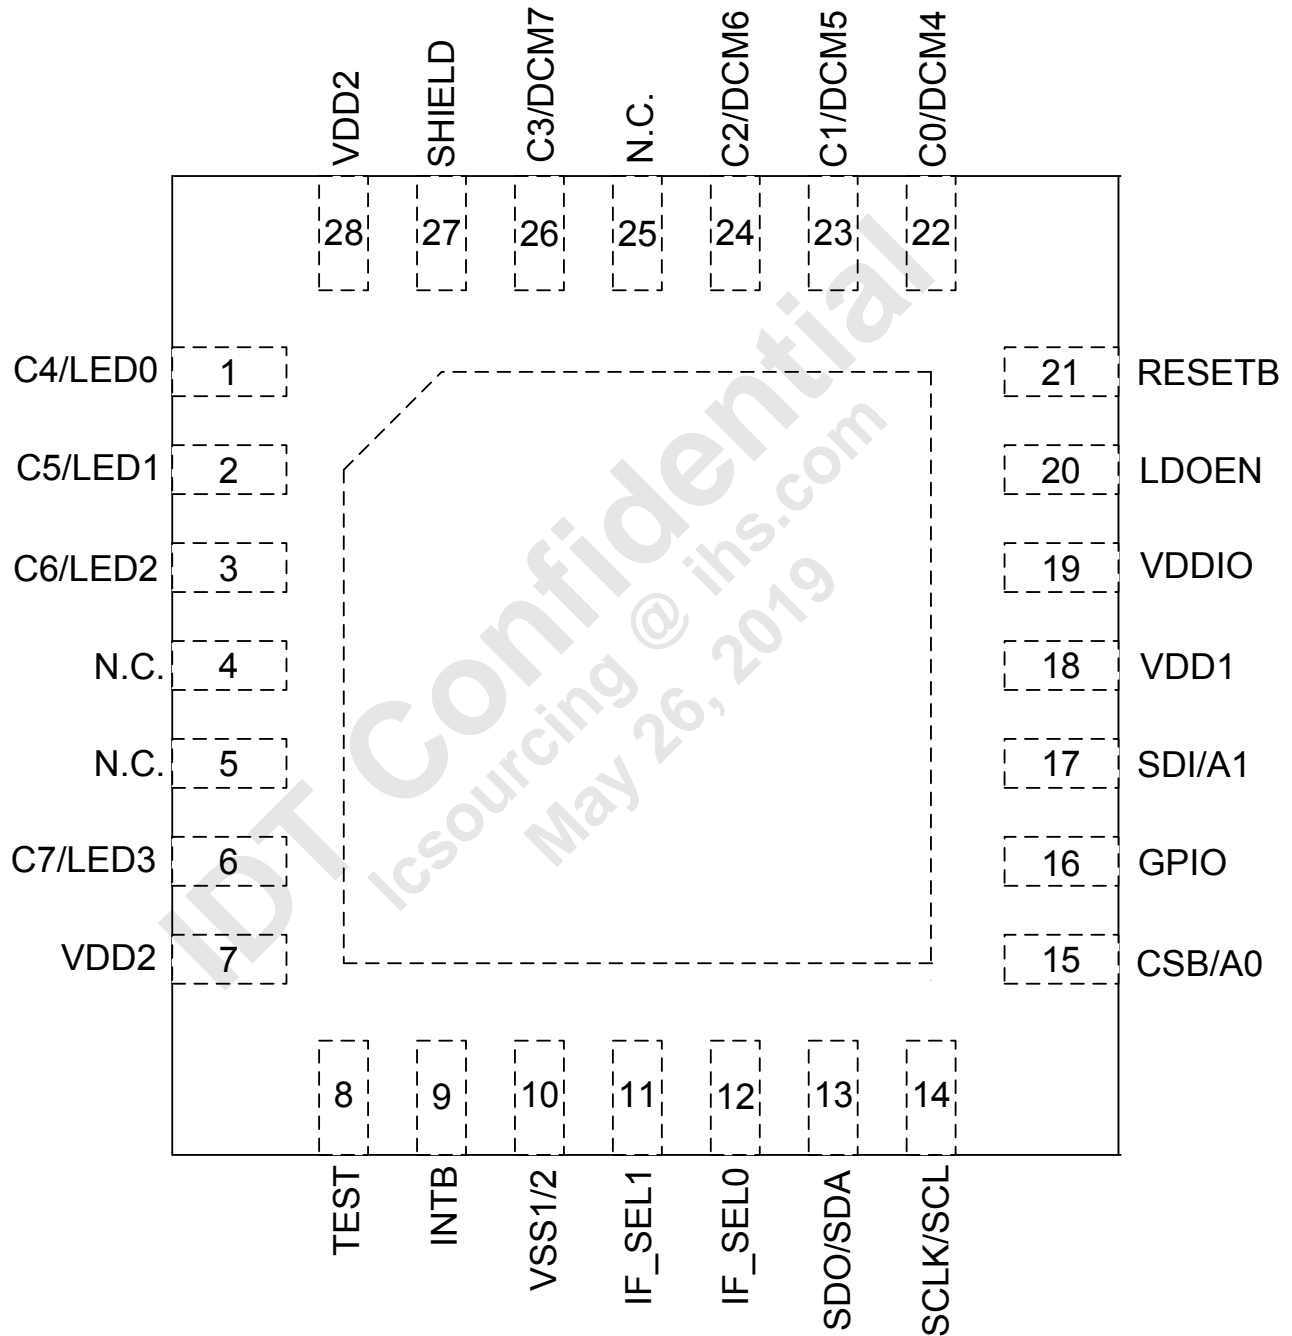 VDD2
SHIELD
C3/DCM7
N.C.
C2/DCM6
C1/DCM5
C0/DCM4
28
27
26
25
24
23
22
C4/LED0
1
21
RESETB
C5/LED1
2
20
LDOEN
C6/LED2
3
19
VDDIO
N.C.
4
18
VDD1
N.C.
5
17
SDI/A1
C7/LED3
6
16
GPIO
VDD2
7
15
CSB/A0
8
9
10
11
12
13
14
TEST
INTB
VSS1/2
IF_SEL1
IF_SEL0
SDO/SDA
SCLK/SCL
IDT Confidential
Icsourcing @ ihs.com
May 26, 2019